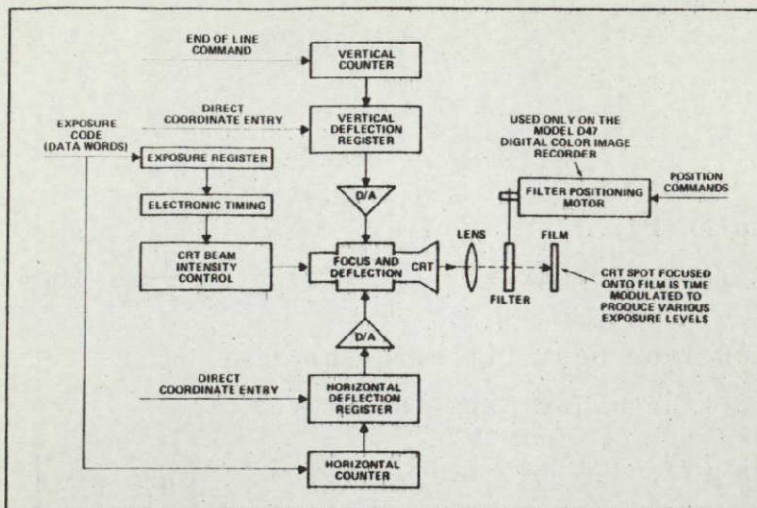 END OF LINE
COMMAND
VERTICAL
COUNTER
DIRECT
COORDINATE ENTRY
VERTICAL
DEFLECTION
REGISTER
USED ONLY ON THE
MODEL D47
DIGITAL COLOR IMAGE
RECORDER
EXPOSURE
CODE
(DATA WORDS)
EXPOSURE REGISTER
POSITION
COMMANDS
FILTER POSITIONING
MOTOR
ELECTRONIC TIMING
D/A
CRT BEAM
INTENSITY
CONTROL
FOCUS AND
DEFLECTION
CRT
LENS
FILTER
FILM
CRT SPOT FOCUSED
ONTO FILM IS TIME
MODULATED TO
PRODUCE VARIOUS
EXPOSURE LEVELS
D/A
DIRECT
COORDINATE ENTRY
HORIZONTAL
DEFLECTION
REGISTER
HORIZONTAL
COUNTER